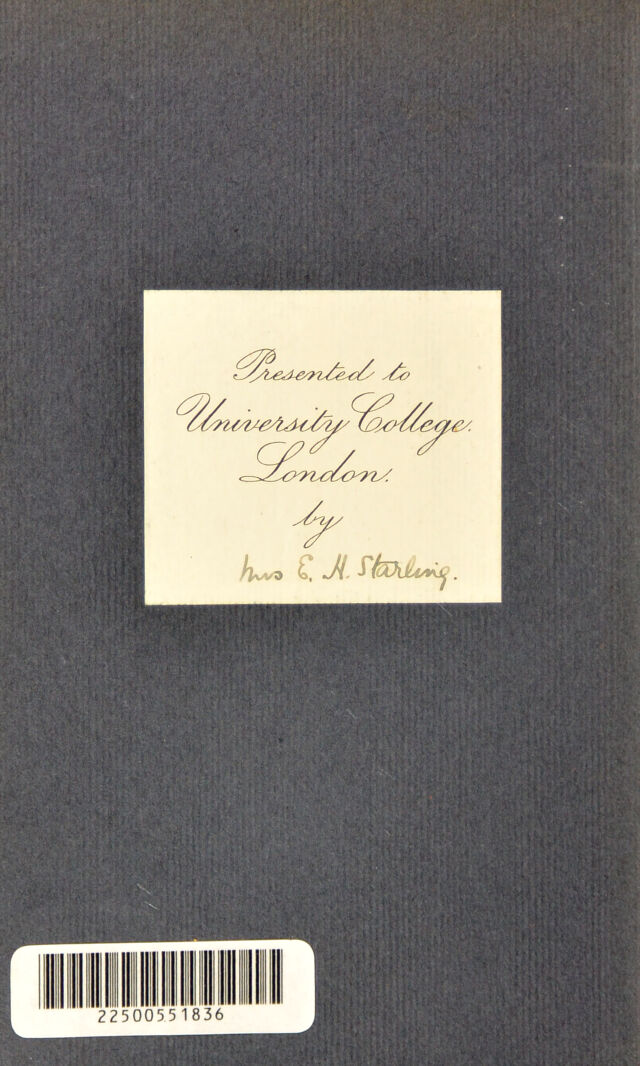 Presented to
University College.
London.
by
Mrs E. H. Starling.
22500551836